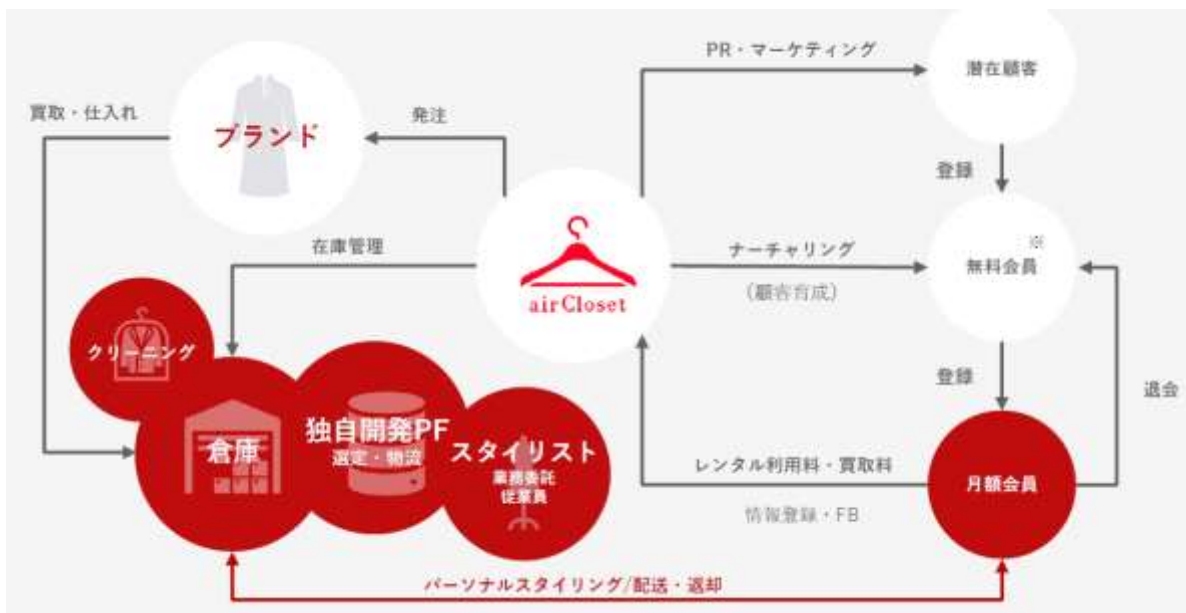 PR・マーケティング
潜在顧客
買取・仕入れ
ブランド
発注
登録
在庫管理
airCloset
ナーチャリング
(顧客育成)
※
無料会員
クリーニング
登録
退会
倉庫
独自開発PF
選定・物流
スタイリスト
業務委託
従業員
レンタル利用料・買取料
月額会員
情報登録・FB
パーソナルスタイリング/配送・返却